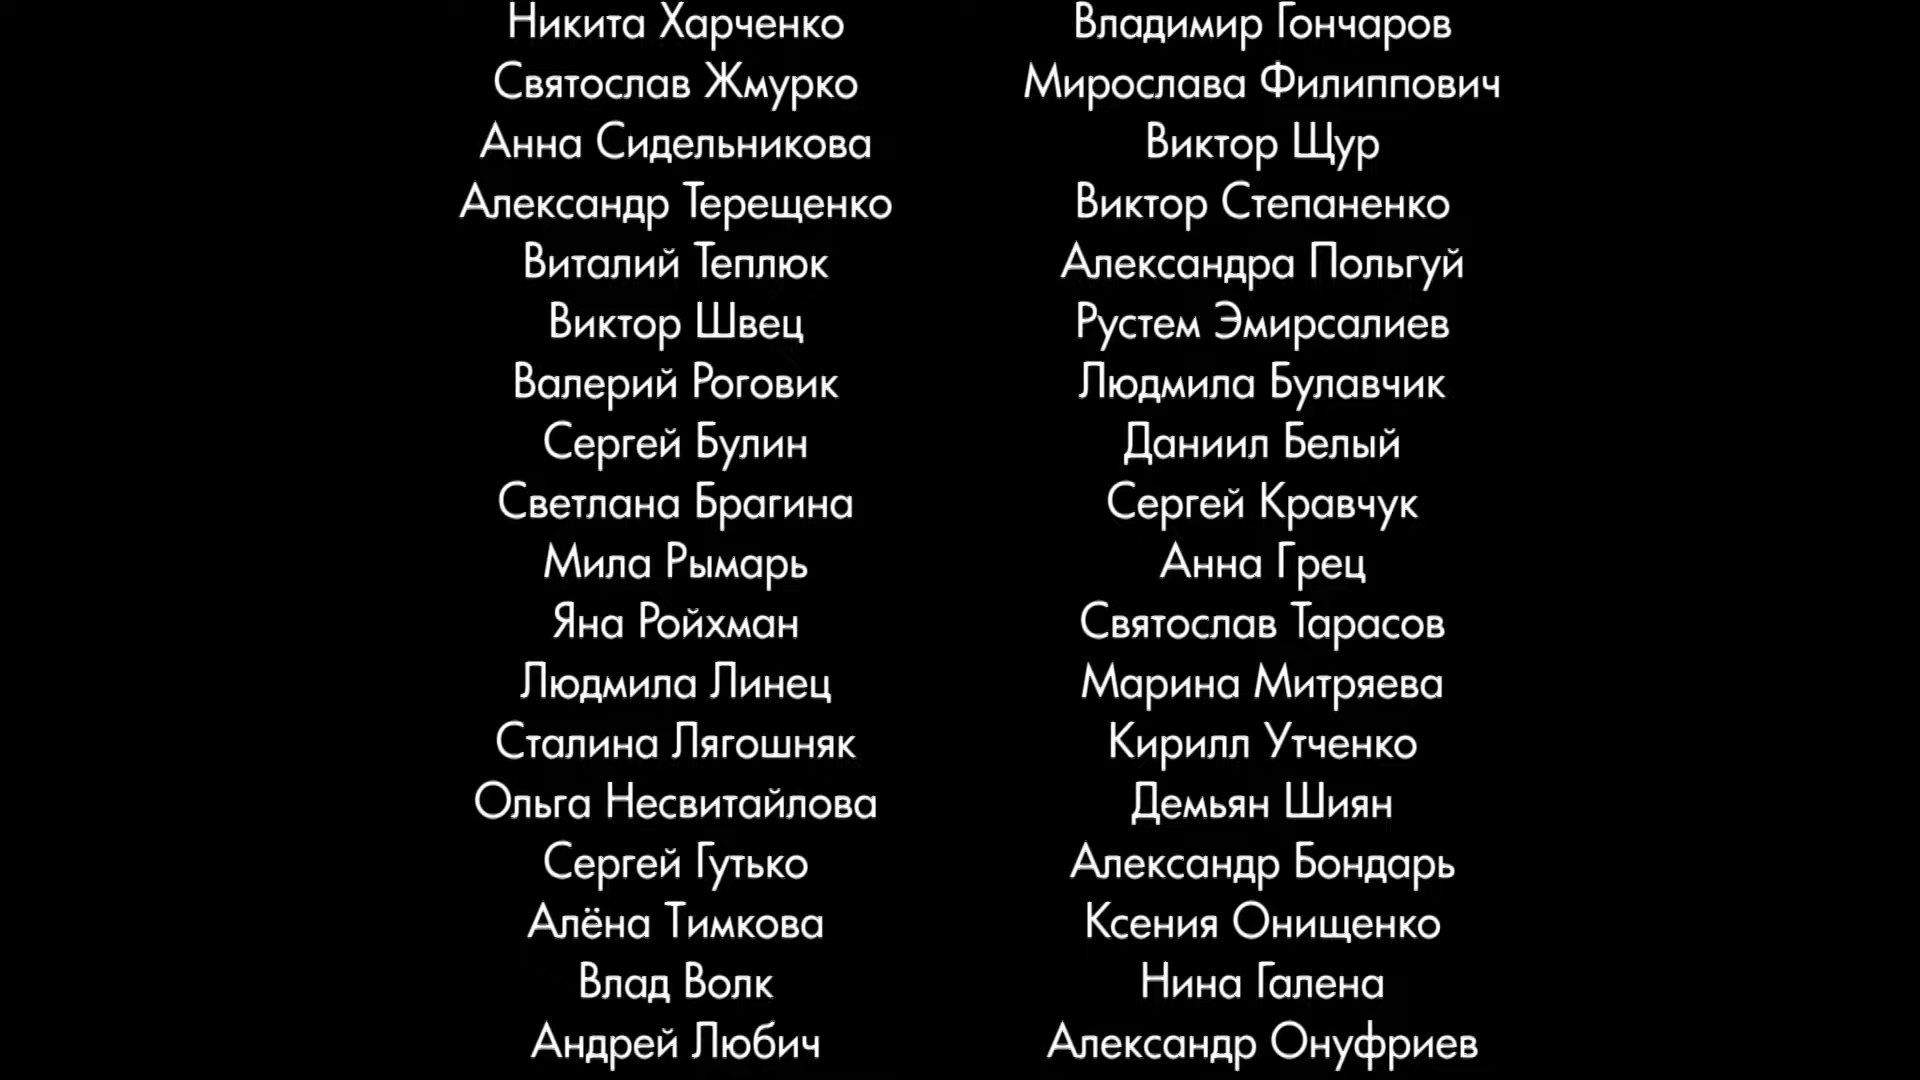 Никита Харченко
Святослав Жмурко
Анна Сидельникова
Александр Терещенко
Виталий Теплюк
Виктор Швец
Валерий Роговик
Сергей Булин
Светлана Брагина
Мила Рымарь
Яна Ройхман
Людмила Линец
Сталина Лягошняк
Ольга Несвитайлова
Сергей Гутько
Алёна Тимкова
Влад Волк
Андрей Любич
Владимир Гончаров
Мирослава Филиппович
Виктор Щур
Виктор Степаненко
Александра Польгуй
Рустем Эмирсалиев
Людмила Булавчик
Даниил Белый
Сергей Кравчук
Анна Грец
Святослав Тарасов
Марина Митряева
Кирилл Утченко
Демьян Шиян
Александр Бондарь
Ксения Онищенко
Нина Галена
Александр Онуфриев